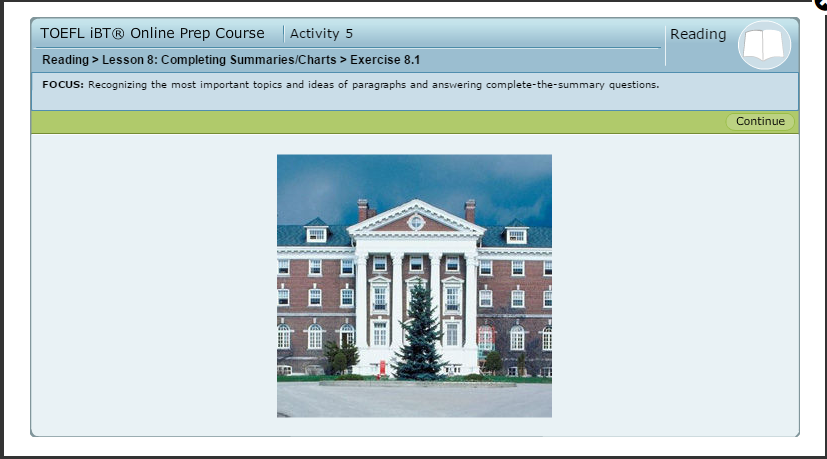 TOEFL iBT® Online Prep Course Activity 5 Reading
Reading > Lesson 8: Completing Summaries/Charts > Exercise 8.1
FOCUS: Recognizing the most important topics and ideas of paragraphs and answering complete-the-summary questions.
Continue